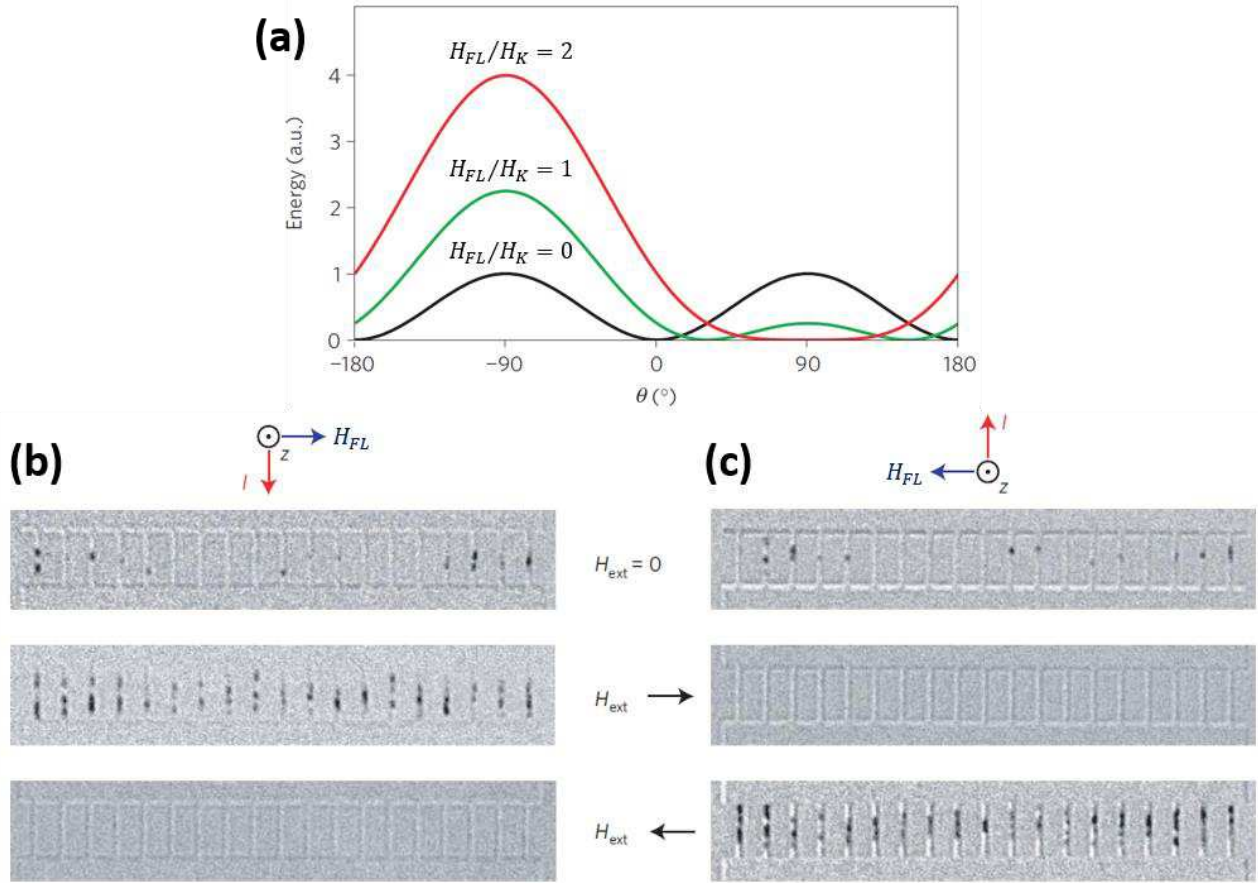 (a)
H_FL/H_K = 2
H_FL/H_K = 1
H_FL/H_K = 0
Energy (a.u.)
4
3
2
1
0
−180
−90
0
90
180
θ (°)
(b)
z
H_FL
I
(c)
I
H_FL
z
H_ext = 0
H_ext
H_ext